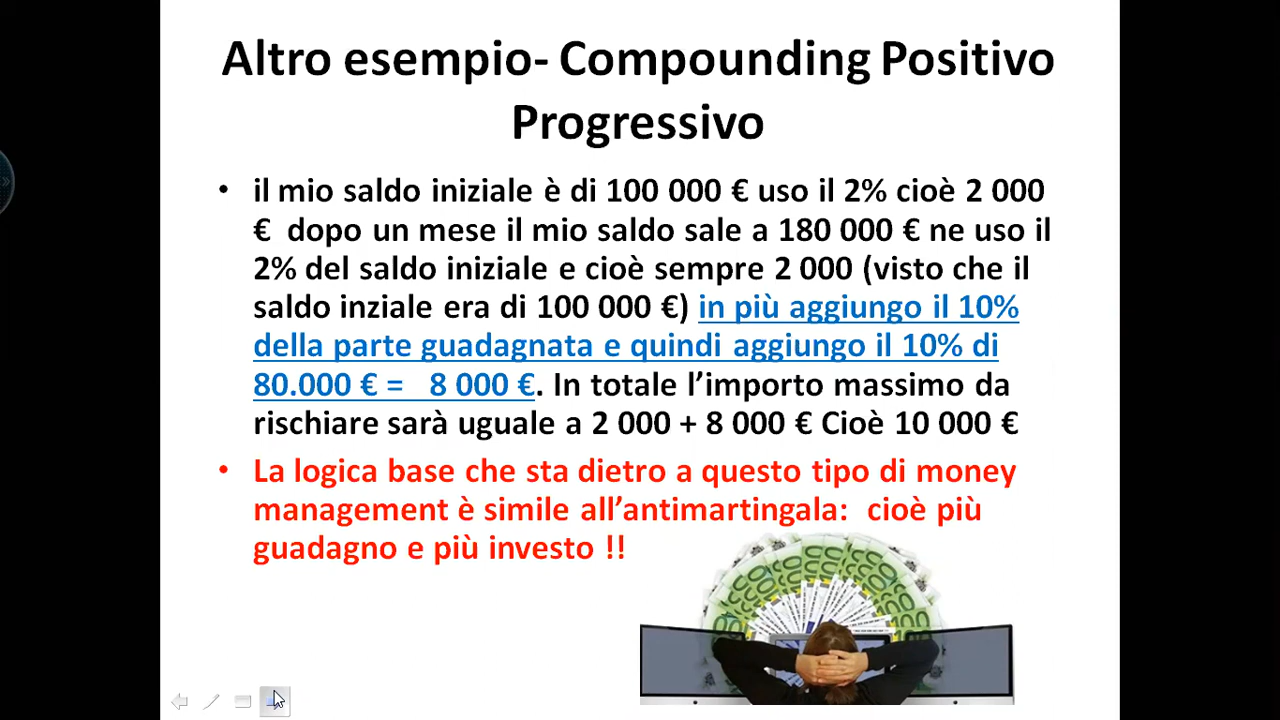 Altro esempio- Compounding Positivo
Progressivo
• il mio saldo iniziale è di 100 000 € uso il 2% cioè 2 000
€  dopo un mese il mio saldo sale a 180 000 € ne uso il
2% del saldo iniziale e cioè sempre 2 000 (visto che il
saldo inziale era di 100 000 €) in più aggiungo il 10%
della parte guadagnata e quindi aggiungo il 10% di
80.000 € =   8 000 €. In totale l’importo massimo da
rischiare sarà uguale a 2 000 + 8 000 € Cioè 10 000 €
• La logica base che sta dietro a questo tipo di money
management è simile all’antimartingala:  cioè più
guadagno e più investo !!